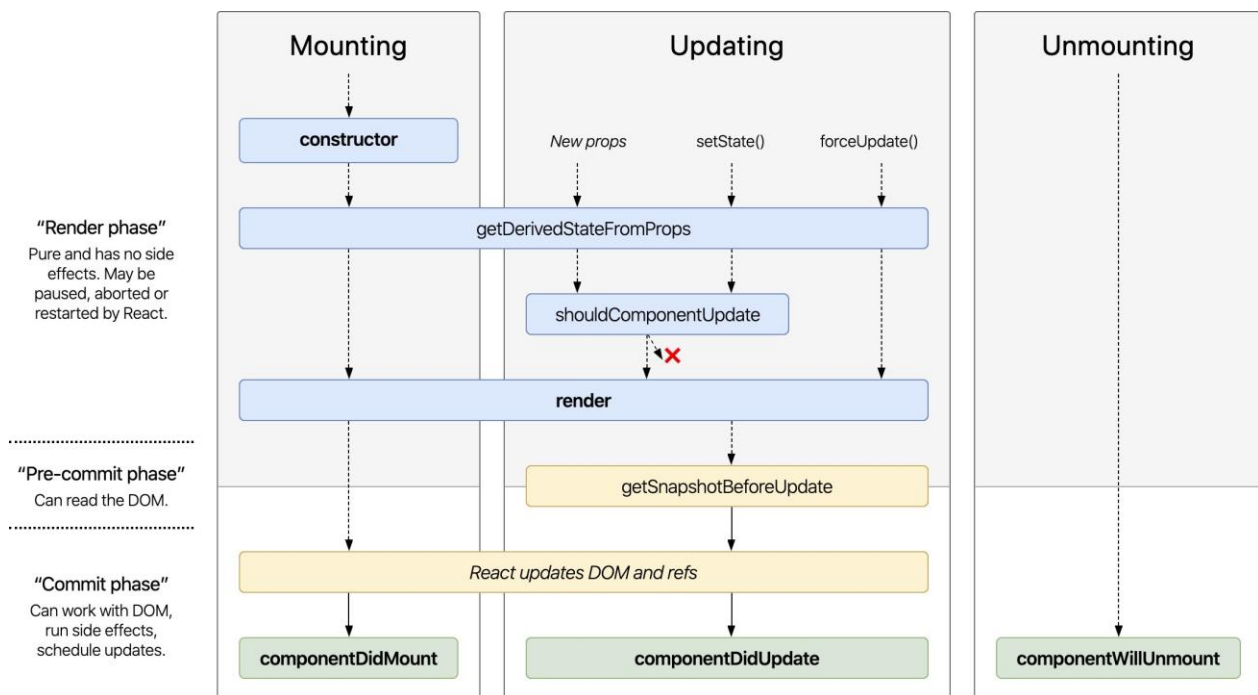 Mounting
Updating
Unmounting
constructor
New props
setState()
forceUpdate()
“Render phase”
Pure and has no side
effects. May be
paused, aborted or
restarted by React.
getDerivedStateFromProps
shouldComponentUpdate
render
“Pre-commit phase”
Can read the DOM.
getSnapshotBeforeUpdate
“Commit phase”
Can work with DOM,
run side effects,
schedule updates.
React updates DOM and refs
componentDidMount
componentDidUpdate
componentWillUnmount